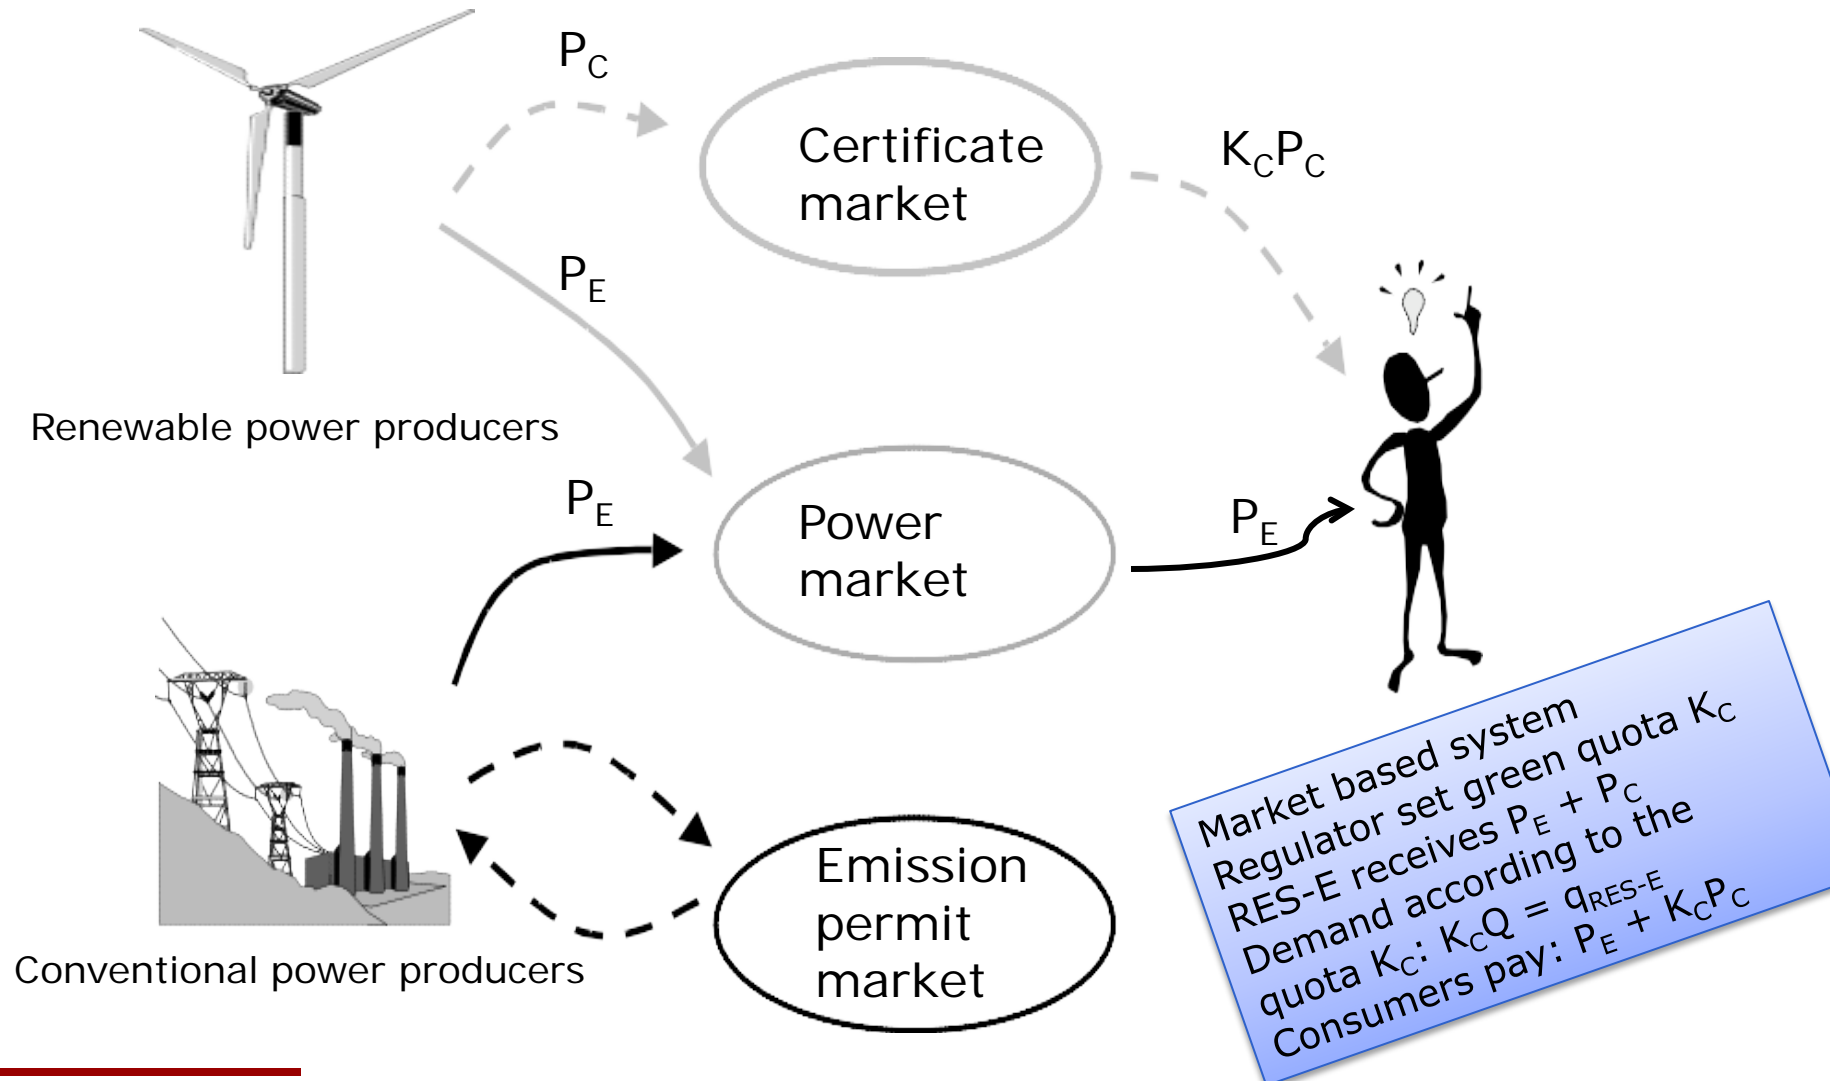 P_C
Certificate
market
K_CP_C
P_E
Renewable power producers
P_E
Power
market
P_E
Emission
permit
market
Conventional power producers
Market based system
Regulator set green quota K_C
RES-E receives P_E + P_C
Demand according to the
quota K_C: K_CQ = q_RES-E
Consumers pay: P_E + K_CP_C